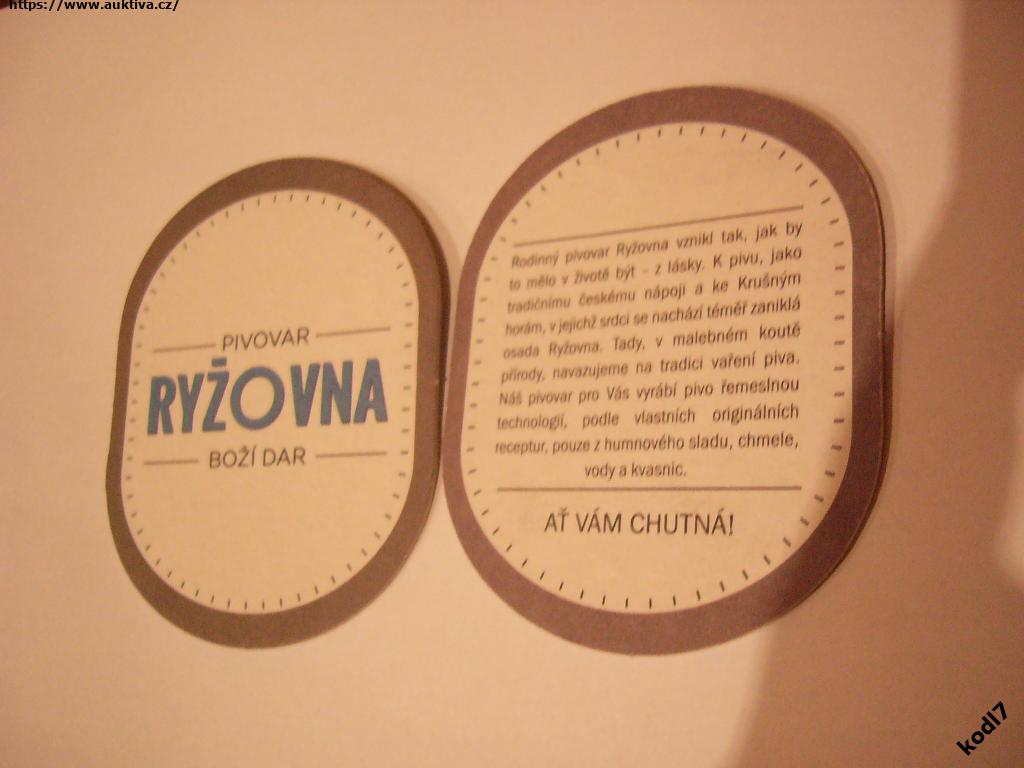 https://www.auktiva.cz/
PIVOVAR
RYŽOVNA
BOŽÍ DAR
Rodinný pivovar Ryžovna vznikl tak, jak by
to mělo v životě být - z lásky. K pivu, jako
tradičnímu českému nápoji a ke Krušným
horám, v jejichž srdci se nachází téměř zaniklá
osada Ryžovna. Tady, v malebném koutě
přírody, navazujeme na tradici vaření piva.
Náš pivovar pro Vás vyrábí pivo řemeslnou
technologií, podle vlastních originálních
receptur, pouze z humnového sladu, chmele,
vody a kvasnic.
AŤ VÁM CHUTNÁ!
kodl7